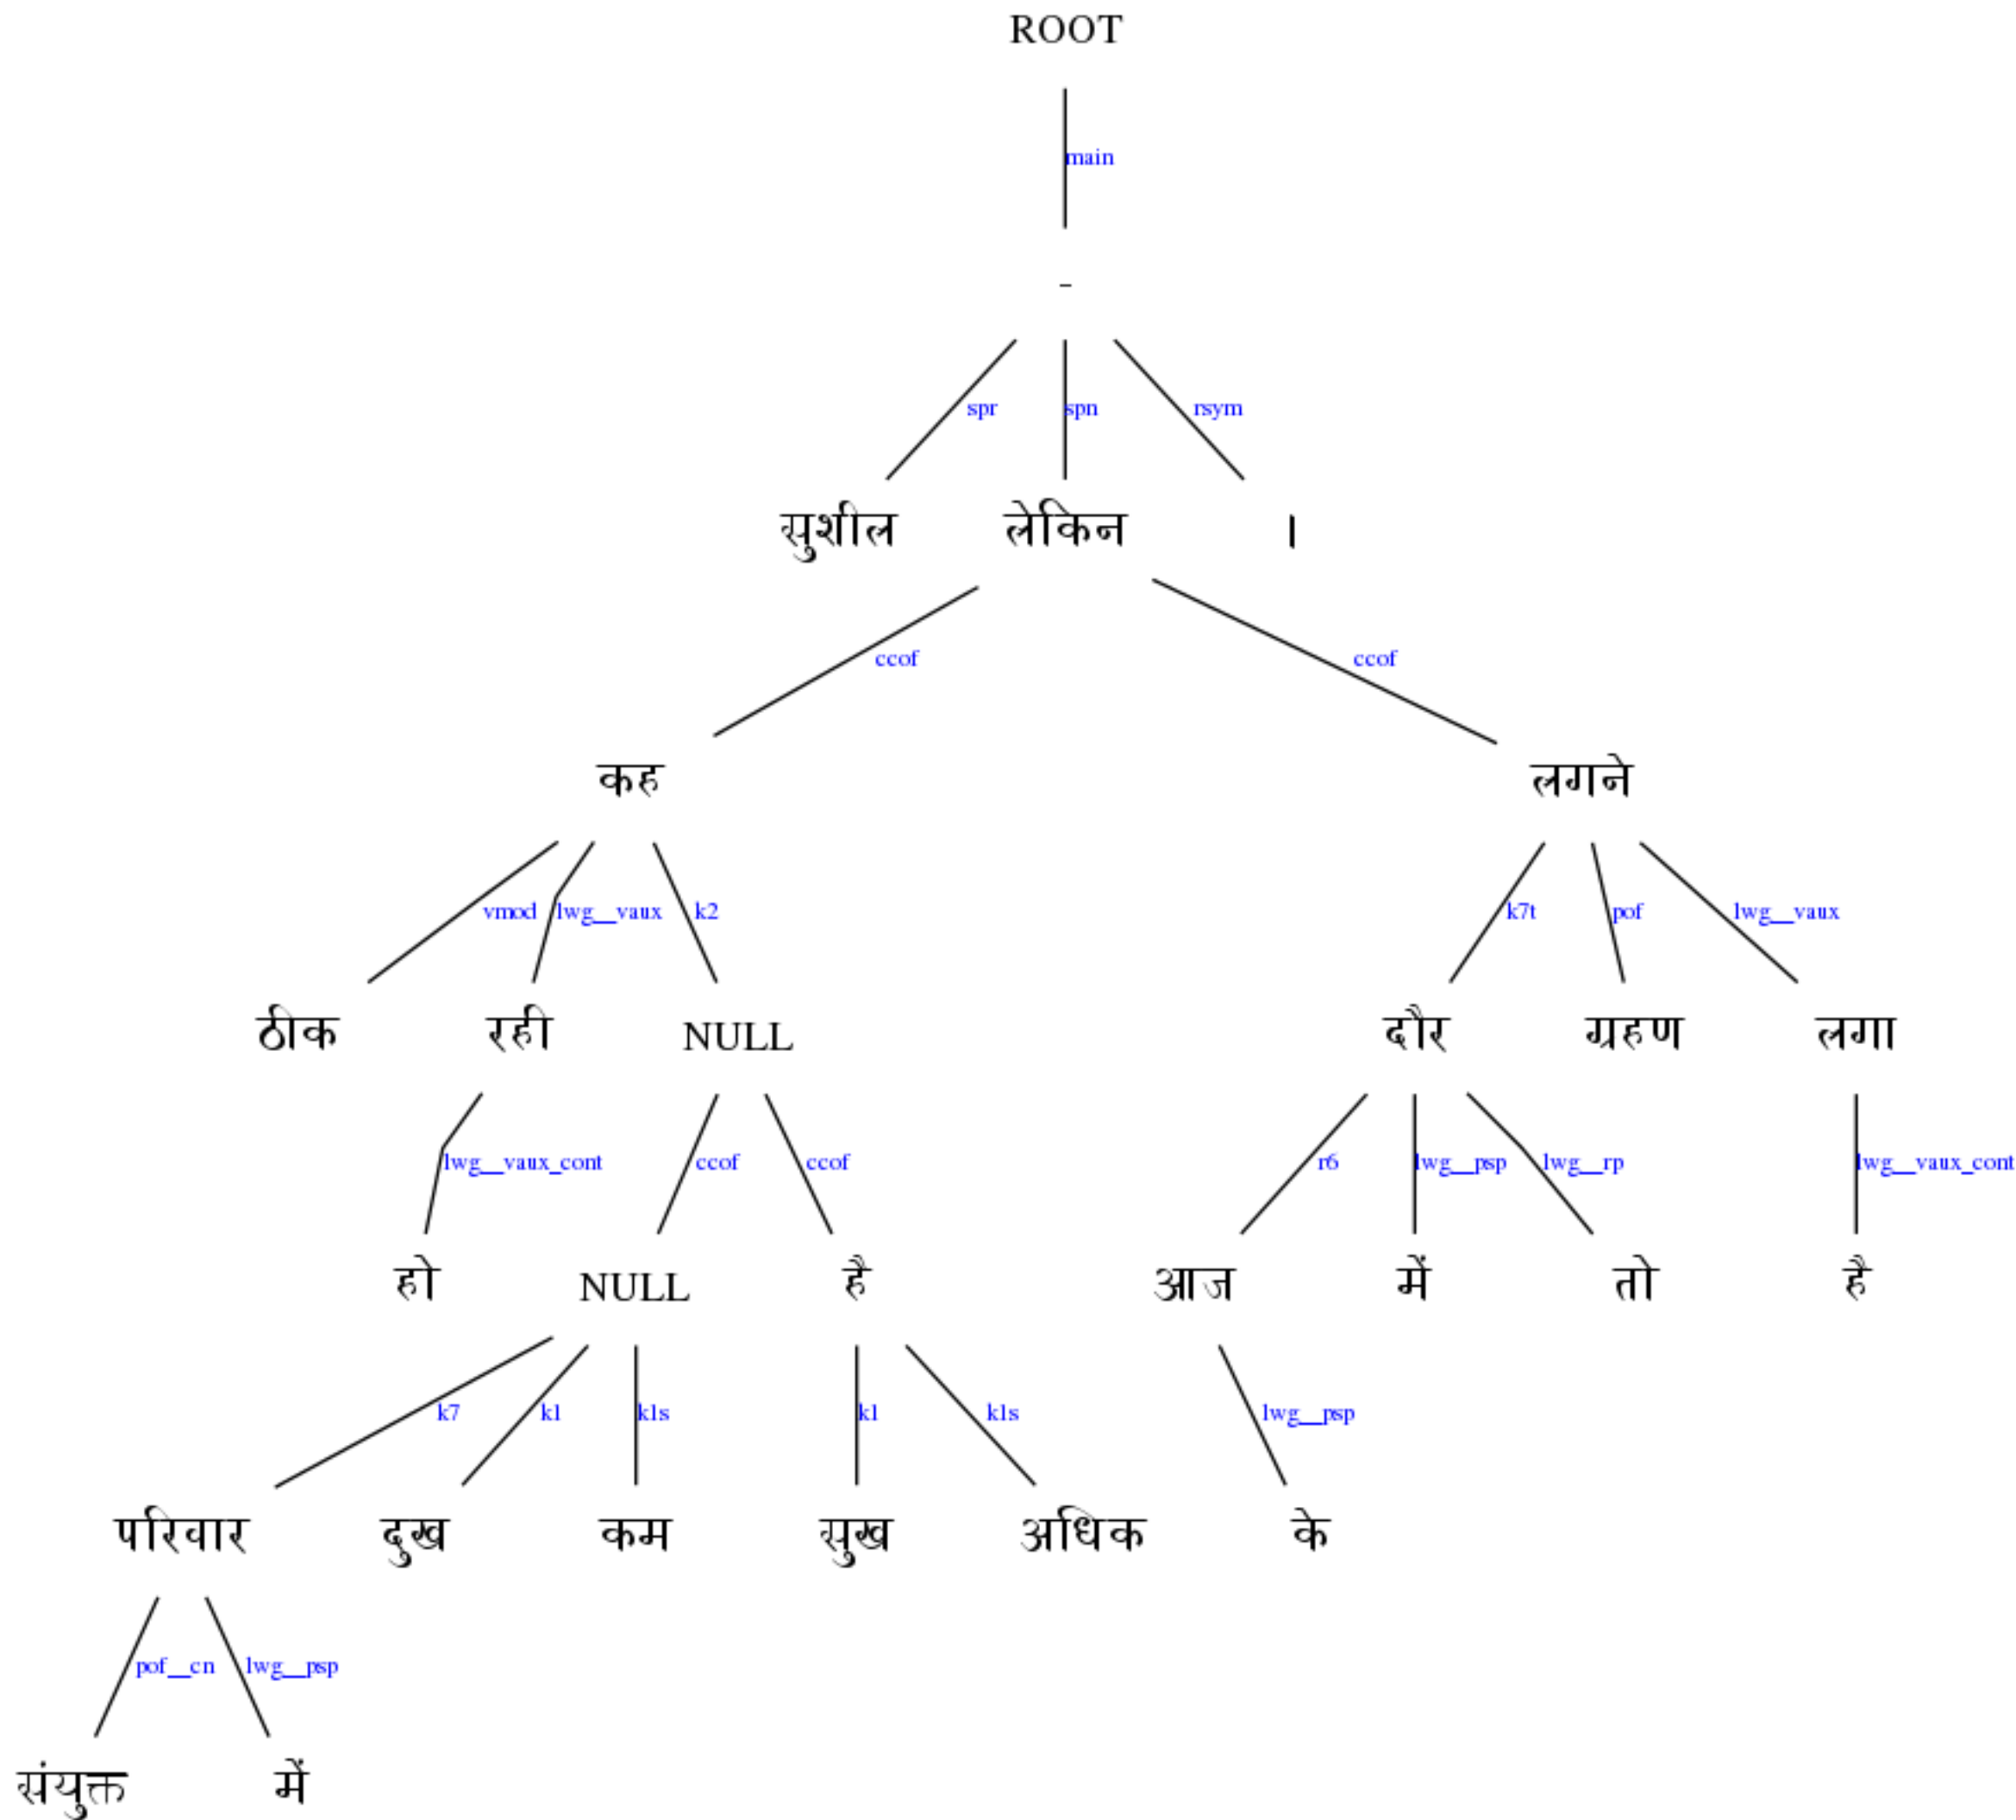 ROOT
main
-
spr spn rsym
सुशील लेकिन ।
ccof ccof
कह लगने
vmod lwg__vaux k2 k7t pof lwg__vaux
ठीक रही NULL दौर ग्रहण लगा
lwg__vaux_cont ccof ccof r6 lwg__psp lwg__rp lwg__vaux_cont
हो NULL है आज में तो है
k7 k1 k1s k1 k1s lwg__psp
परिवार दुख कम सुख अधिक के
pof__cn lwg__psp
संयुक्त में